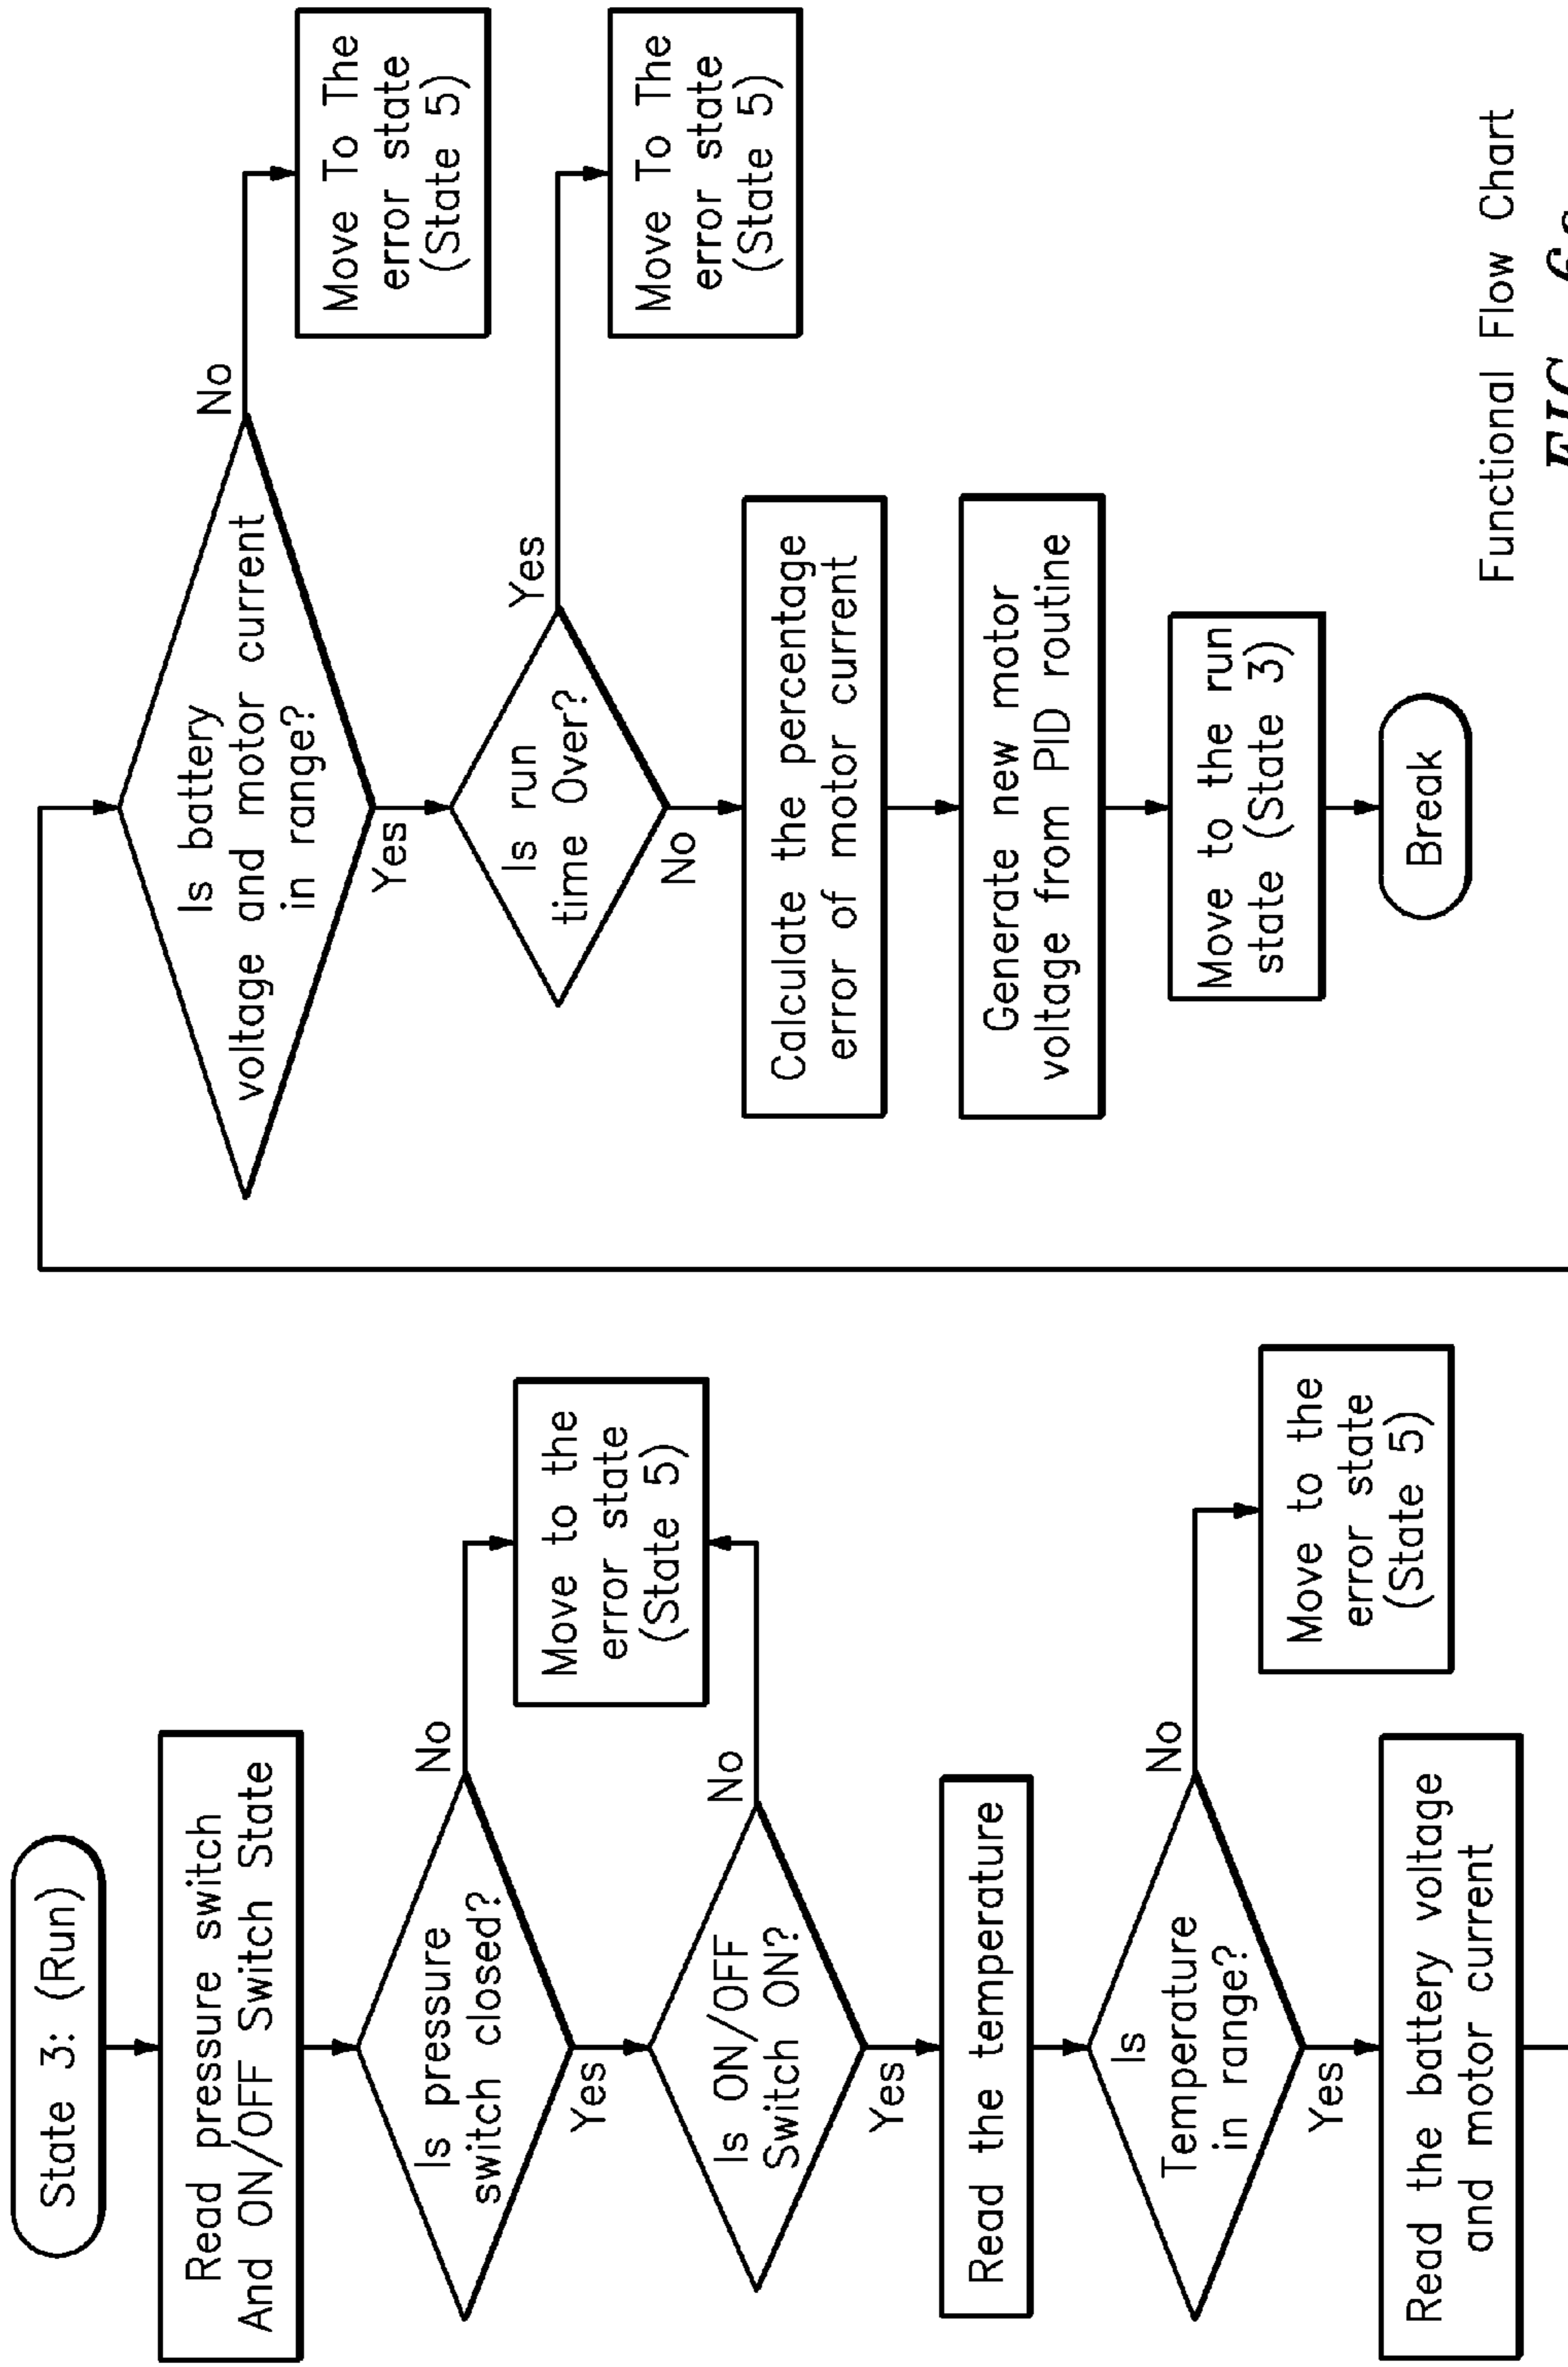 State 3: (Run)
Read pressure switch
And ON/OFF Switch State
Is pressure
switch closed?
No
Yes
Move to the
error state
(State 5)
Is ON/OFF
Switch ON?
No
Yes
Read the temperature
Is
Temperature
in range?
No
Yes
Move to the
error state
(State 5)
Read the battery voltage
and motor current
Is battery
voltage and motor current
in range?
No
Yes
Move To The
error state
(State 5)
Is run
time Over?
Yes
No
Move To The
error state
(State 5)
Calculate the percentage
error of motor current
Generate new motor
voltage from PID routine
Move to the run
state (State 3)
Break
Functional Flow Chart